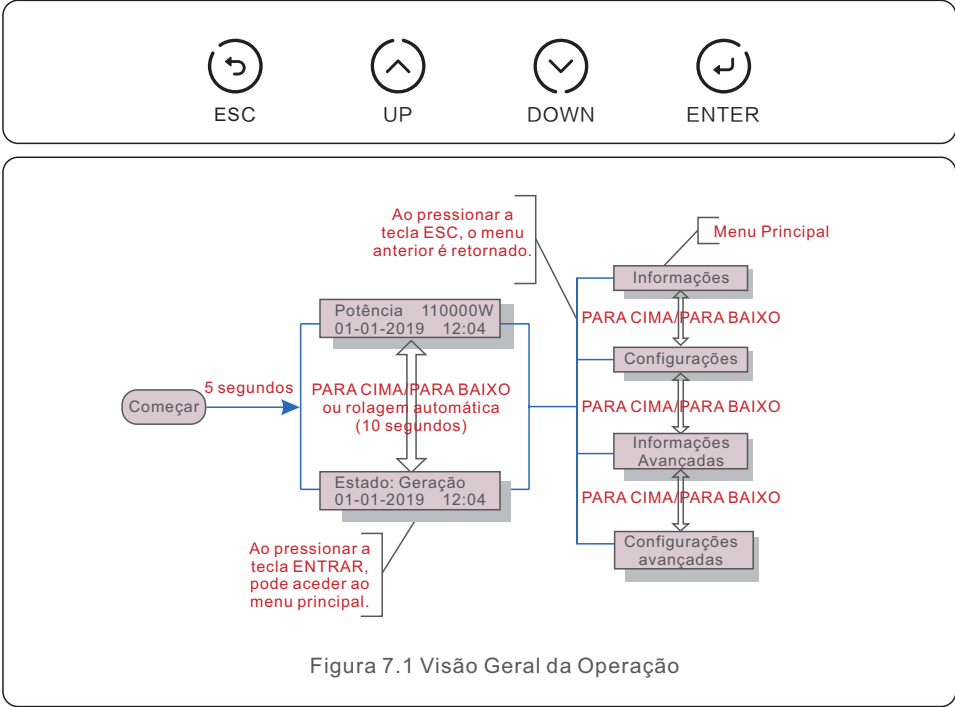 ESC
UP
DOWN
ENTER
Ao pressionar a
tecla ESC, o menu
anterior é retornado.
Menu Principal
Informações
Potência 110000W
01-01-2019 12:04
PARA CIMA/PARA BAIXO
Configurações
5 segundos
Começar
PARA CIMA/PARA BAIXO
ou rolagem automática
(10 segundos)
PARA CIMA/PARA BAIXO
Informações
Avançadas
Estado: Geração
01-01-2019 12:04
PARA CIMA/PARA BAIXO
Configurações
avançadas
Ao pressionar a
tecla ENTRAR,
pode aceder ao
menu principal.
Figura 7.1 Visão Geral da Operação